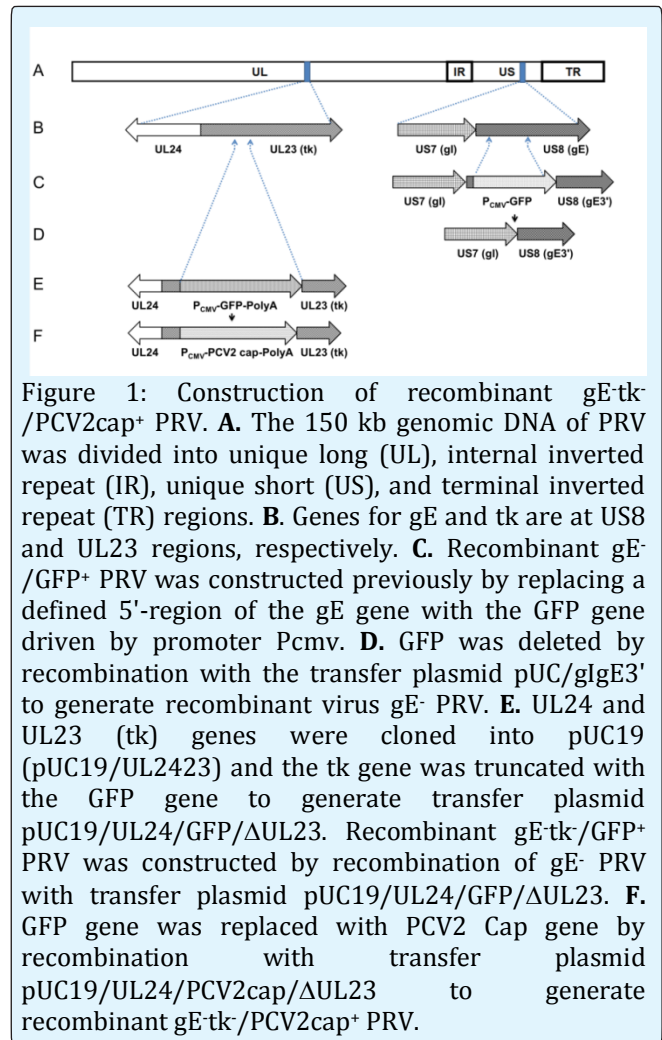 A UL IR US TR
B UL24 UL23 (tk) US7 (gI) US8 (gE)
C US7 (gI) P_CMV-GFP US8 (gE3')
D US7 (gI) US8 (gE3')
E UL24 P_CMV-GFP-PolyA UL23 (tk)
F UL24 P_CMV-PCV2 cap-PolyA UL23 (tk)
Figure 1: Construction of recombinant gE⁻tk⁻
/PCV2cap⁺ PRV. A. The 150 kb genomic DNA of PRV
was divided into unique long (UL), internal inverted
repeat (IR), unique short (US), and terminal inverted
repeat (TR) regions. B. Genes for gE and tk are at US8
and UL23 regions, respectively. C. Recombinant gE⁻
/GFP⁺ PRV was constructed previously by replacing a
defined 5'-region of the gE gene with the GFP gene
driven by promoter Pcmv. D. GFP was deleted by
recombination with the transfer plasmid pUC/gIgE3'
to generate recombinant virus gE⁻ PRV. E. UL24 and
UL23 (tk) genes were cloned into pUC19
(pUC19/UL2423) and the tk gene was truncated with
the GFP gene to generate transfer plasmid
pUC19/UL24/GFP/ΔUL23. Recombinant gE⁻tk⁻/GFP⁺
PRV was constructed by recombination of gE⁻ PRV
with transfer plasmid pUC19/UL24/GFP/ΔUL23. F.
GFP gene was replaced with PCV2 Cap gene by
recombination with transfer plasmid
pUC19/UL24/PCV2cap/ΔUL23 to generate
recombinant gE⁻tk⁻/PCV2cap⁺ PRV.